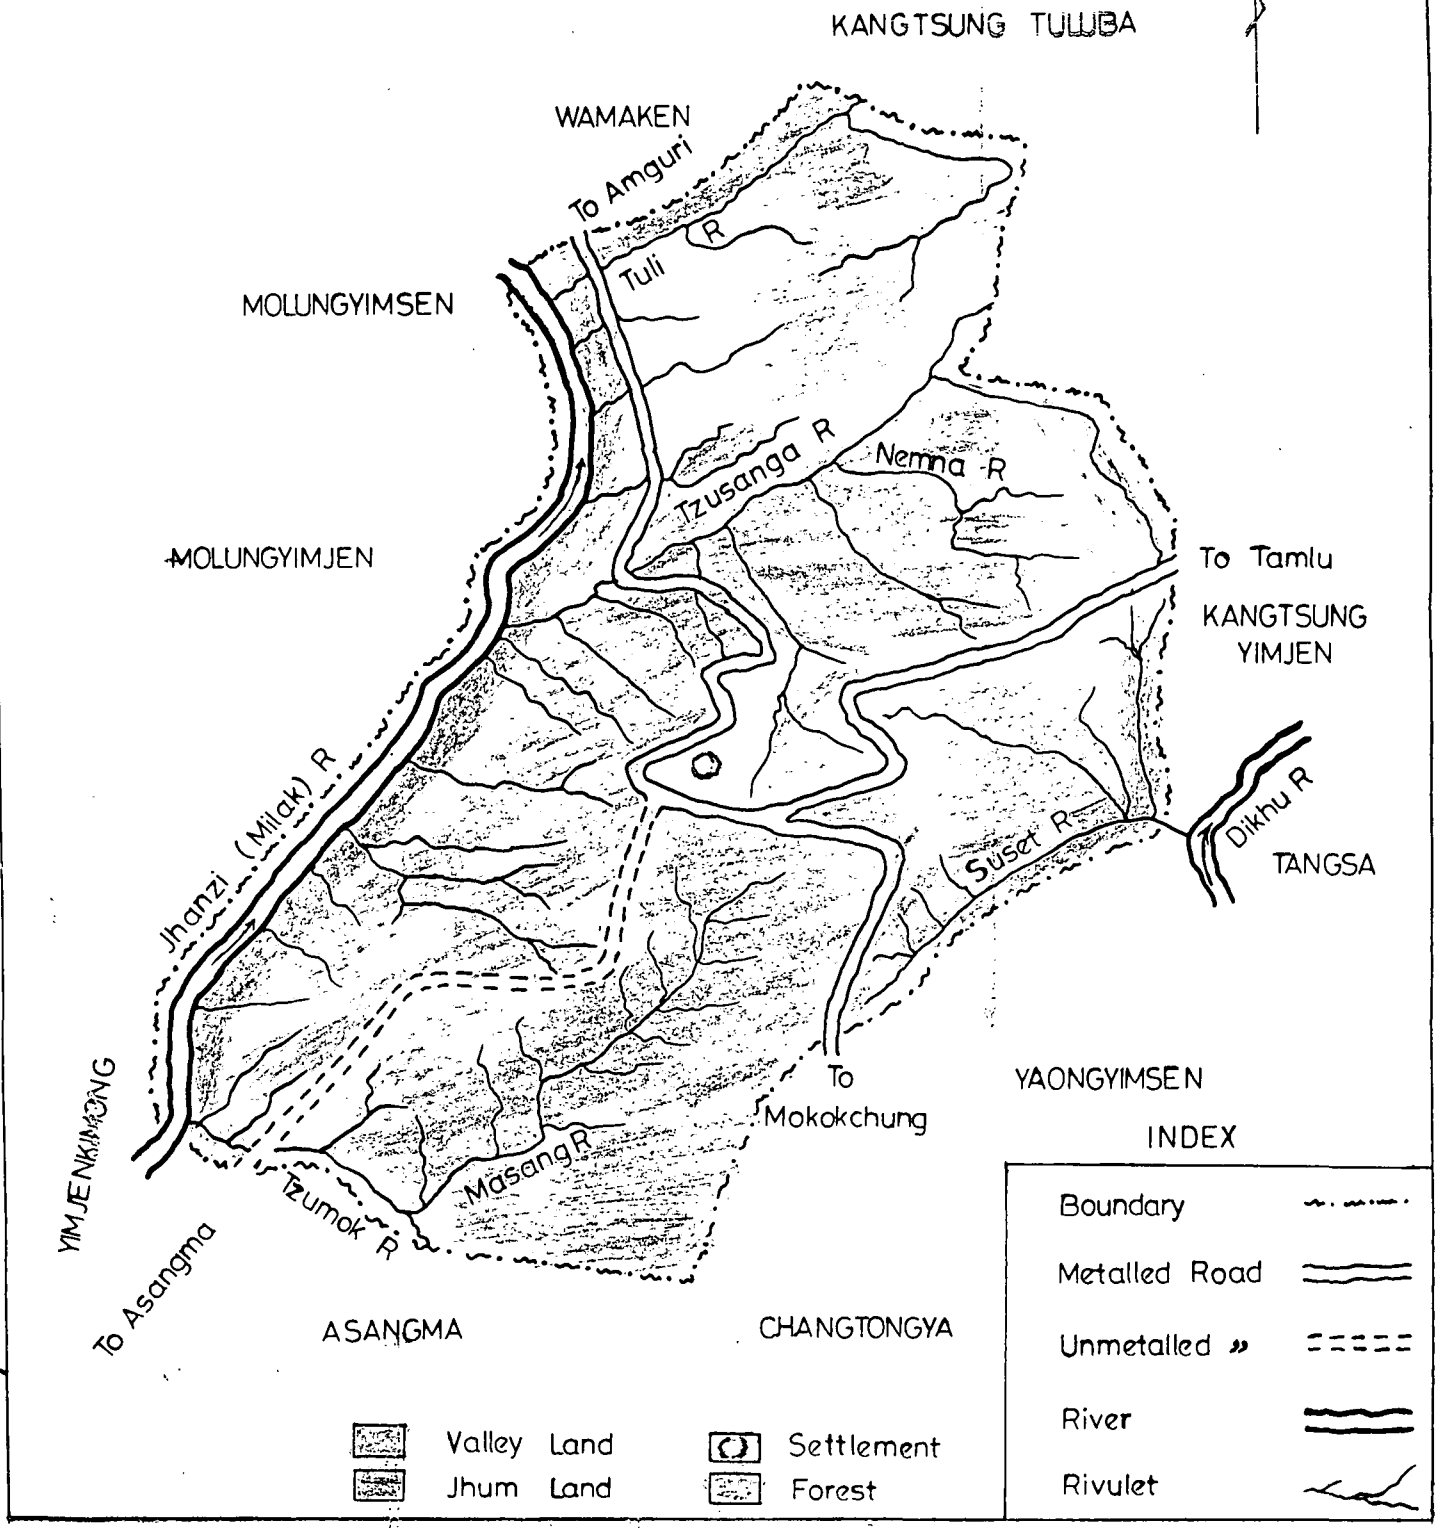 KANGTSUNG TULUBA
WAMAKEN
To Amguri
Tuli R
MOLUNGYIMSEN
Tzusanga R
Nemna R
MOLUNGYIMJEN
To Tamlu
KANGTSUNG
YIMJEN
Jhanzi (Milak) R
Dikhu R
Suset R
TANGSA
YIMJENKIMONG
To
Mokokchung
YAONGYIMSEN
Masang R
Tzumok R
To Asangma
ASANGMA
CHANGTONGYA
INDEX
Boundary
Metalled Road
Unmetalled „
River
Rivulet
Valley Land
Settlement
Jhum Land
Forest